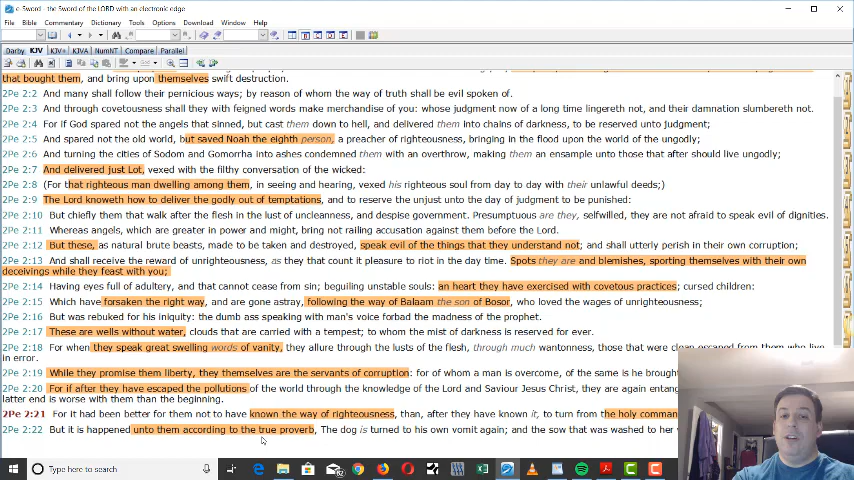 e-Sword - the Sword of the LORD with an electronic edge
File Bible Commentary Dictionary Tools Options Download Window Help
Darby KJV KJV+ KJVA NumNT Compare Parallel
that bought them, and bring upon themselves swift destruction.
2Pe 2:2 And many shall follow their pernicious ways; by reason of whom the way of truth shall be evil spoken of.
2Pe 2:3 And through covetousness shall they with feigned words make merchandise of you: whose judgment now of a long time lingereth not, and their damnation slumbereth not.
2Pe 2:4 For if God spared not the angels that sinned, but cast them down to hell, and delivered them into chains of darkness, to be reserved unto judgment;
2Pe 2:5 And spared not the old world, but saved Noah the eighth person, a preacher of righteousness, bringing in the flood upon the world of the ungodly;
2Pe 2:6 And turning the cities of Sodom and Gomorrha into ashes condemned them with an overthrow, making them an ensample unto those that after should live ungodly;
2Pe 2:7 And delivered just Lot, vexed with the filthy conversation of the wicked:
2Pe 2:8 (For that righteous man dwelling among them, in seeing and hearing, vexed his righteous soul from day to day with their unlawful deeds;)
2Pe 2:9 The Lord knoweth how to deliver the godly out of temptations, and to reserve the unjust unto the day of judgment to be punished:
2Pe 2:10 But chiefly them that walk after the flesh in the lust of uncleanness, and despise government. Presumptuous are they, selfwilled, they are not afraid to speak evil of dignities.
2Pe 2:11 Whereas angels, which are greater in power and might, bring not railing accusation against them before the Lord.
2Pe 2:12 But these, as natural brute beasts, made to be taken and destroyed, speak evil of the things that they understand not; and shall utterly perish in their own corruption;
2Pe 2:13 And shall receive the reward of unrighteousness, as they that count it pleasure to riot in the day time. Spots they are and blemishes, sporting themselves with their own
deceivings while they feast with you;
2Pe 2:14 Having eyes full of adultery, and that cannot cease from sin; beguiling unstable souls: an heart they have exercised with covetous practices; cursed children:
2Pe 2:15 Which have forsaken the right way, and are gone astray, following the way of Balaam the son of Bosor, who loved the wages of unrighteousness;
2Pe 2:16 But was rebuked for his iniquity: the dumb ass speaking with man's voice forbad the madness of the prophet.
2Pe 2:17 These are wells without water, clouds that are carried with a tempest; to whom the mist of darkness is reserved for ever.
2Pe 2:18 For when they speak great swelling words of vanity, they allure through the lusts of the flesh, through much wantonness, those that were clean escaped from them who live
in error.
2Pe 2:19 While they promise them liberty, they themselves are the servants of corruption: for of whom a man is overcome, of the same is he brought
2Pe 2:20 For if after they have escaped the pollutions of the world through the knowledge of the Lord and Saviour Jesus Christ, they are again entang
latter end is worse with them than the beginning.
2Pe 2:21 For it had been better for them not to have known the way of righteousness, than, after they have known it, to turn from the holy comman
2Pe 2:22 But it is happened unto them according to the true proverb, The dog is turned to his own vomit again; and the sow that was washed to her
Type here to search